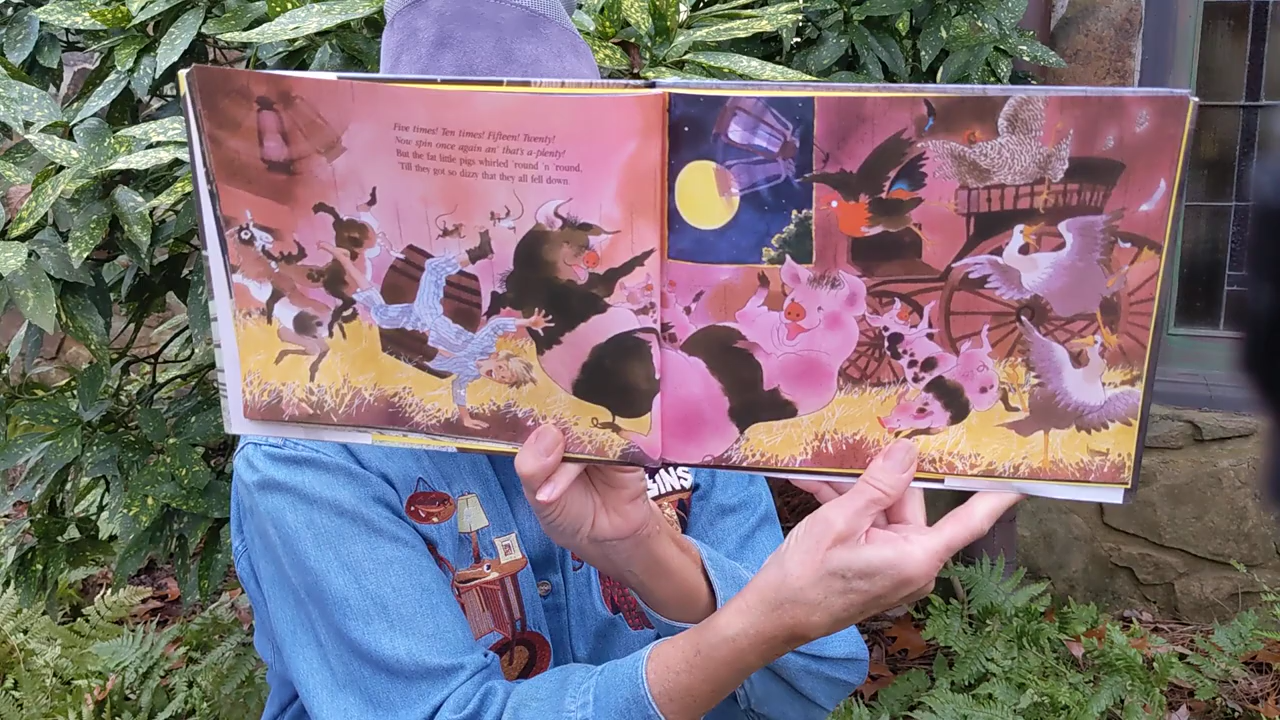 Five times! Ten times! Fifteen! Twenty!
Now spin once again an' that's a-plenty!
But the fat little pigs whirled 'round 'n 'round,
'Till they got so dizzy that they all fell down.